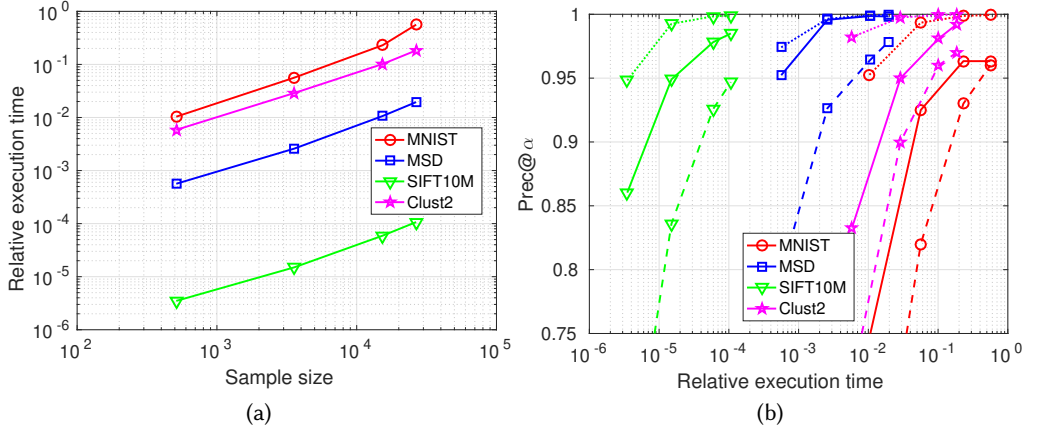 10^0
10^-1
10^-2
10^-3
10^-4
10^-5
10^-6
Relative execution time
MNIST
MSD
SIFT10M
Clust2
10^2 10^3 10^4 10^5
Sample size
(a)
1
0.95
0.9
0.85
0.8
0.75
Prec@α
MNIST
MSD
SIFT10M
Clust2
10^-6 10^-5 10^-4 10^-3 10^-2 10^-1 10^0
Relative execution time
(b)